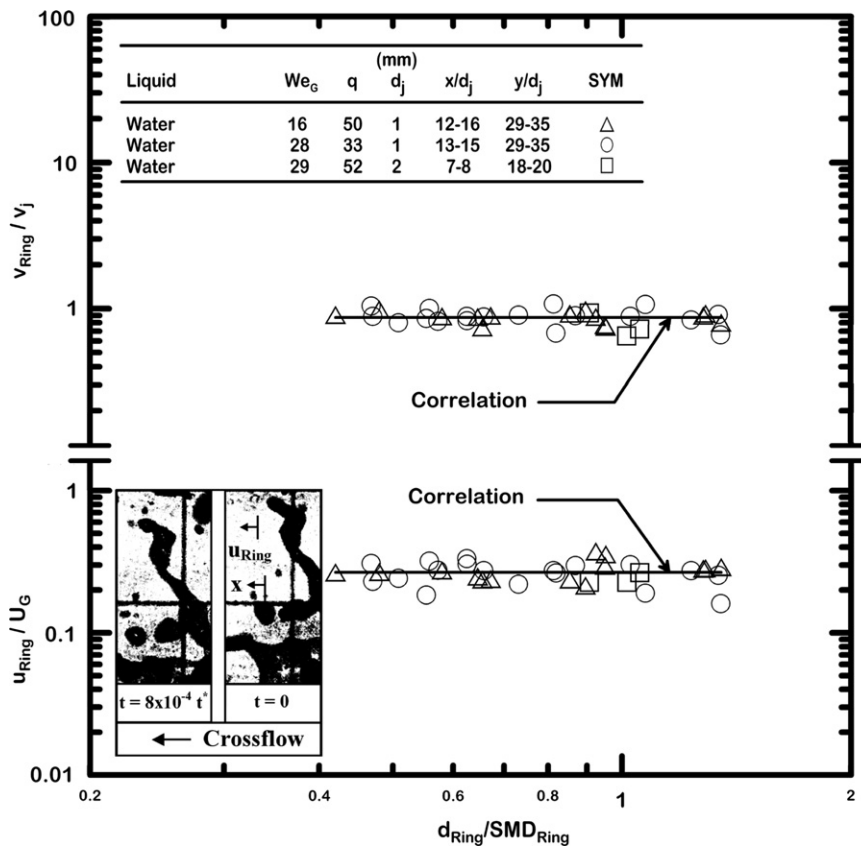 100
10
1
v_Ring / v_j
(mm)
Liquid We_G q d_j x/d_j y/d_j SYM
Water 16 50 1 12-16 29-35 △
Water 28 33 1 13-15 29-35 ○
Water 29 52 2 7-8 18-20 □
Correlation
1
0.1
0.01
u_Ring / U_G
Correlation
u_Ring
x
t = 8x10^-4 t* t = 0
← Crossflow
0.2 0.4 0.6 0.8 1 2
d_Ring/SMD_Ring